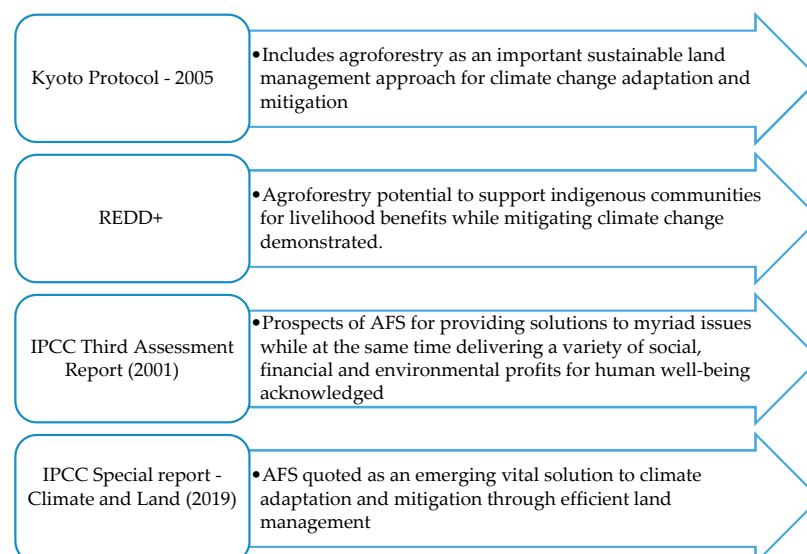 Kyoto Protocol - 2005
•Includes agroforestry as an important sustainable land
management approach for climate change adaptation and
mitigation
REDD+
•Agroforestry potential to support indigenous communities
for livelihood benefits while mitigating climate change
demonstrated.
IPCC Third Assessment
Report (2001)
•Prospects of AFS for providing solutions to myriad issues
while at the same time delivering a variety of social,
financial and environmental profits for human well-being
acknowledged
IPCC Special report -
Climate and Land (2019)
•AFS quoted as an emerging vital solution to climate
adaptation and mitigation through efficient land
management